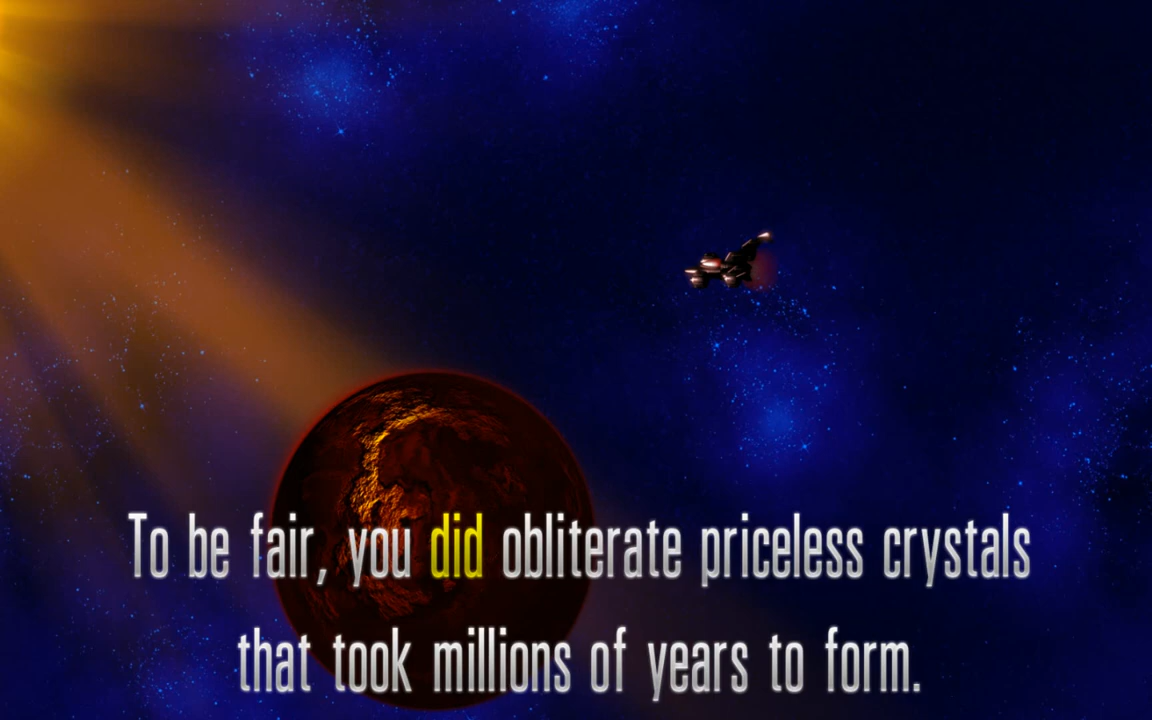 To be fair, you did obliterate priceless crystals
that took millions of years to form.